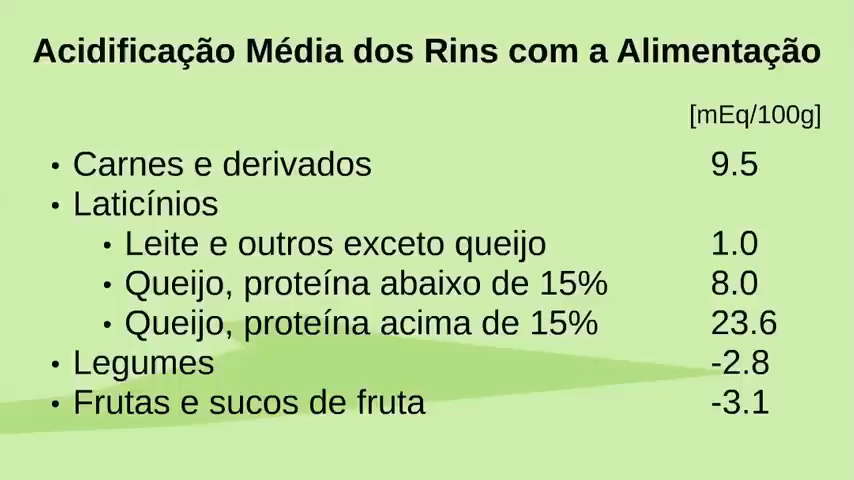 Acidificação Média dos Rins com a Alimentação
[mEq/100g]
• Carnes e derivados 9.5
• Laticínios
• Leite e outros exceto queijo 1.0
• Queijo, proteína abaixo de 15% 8.0
• Queijo, proteína acima de 15% 23.6
• Legumes -2.8
• Frutas e sucos de fruta -3.1